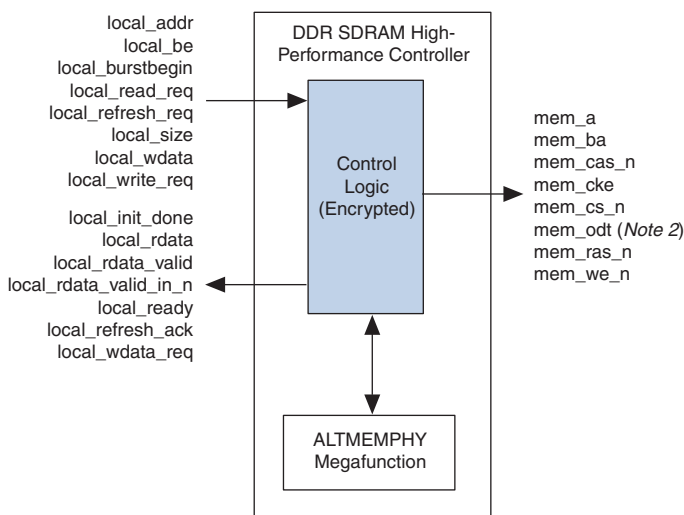 local_addr
local_be
local_burstbegin
local_read_req
local_refresh_req
local_size
local_wdata
local_write_req
local_init_done
local_rdata
local_rdata_valid
local_rdata_valid_in_n
local_ready
local_refresh_ack
local_wdata_req
DDR SDRAM High-
Performance Controller
Control
Logic
(Encrypted)
ALTMEMPHY
Megafunction
mem_a
mem_ba
mem_cas_n
mem_cke
mem_cs_n
mem_odt (Note 2)
mem_ras_n
mem_we_n